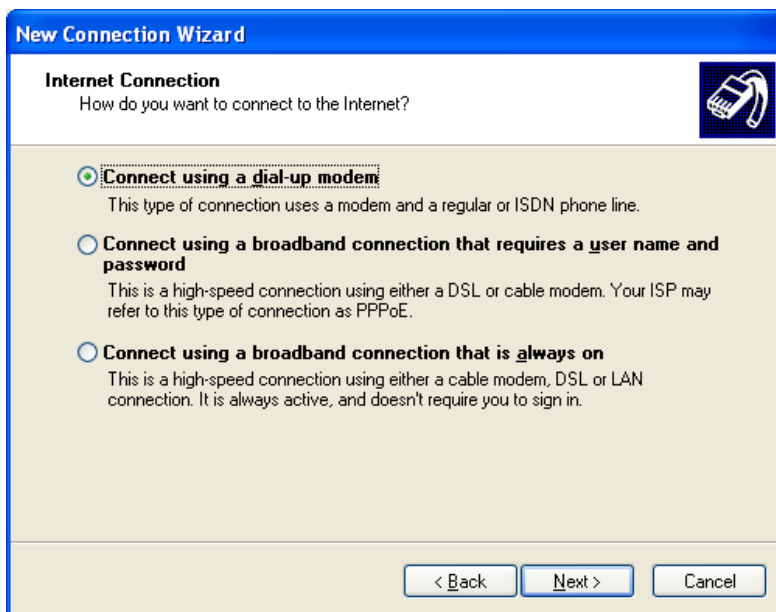 New Connection Wizard
Internet Connection
How do you want to connect to the Internet?
Connect using a dial-up modem
This type of connection uses a modem and a regular or ISDN phone line.
Connect using a broadband connection that requires a user name and
password
This is a high-speed connection using either a DSL or cable modem. Your ISP may
refer to this type of connection as PPPoE.
Connect using a broadband connection that is always on
This is a high-speed connection using either a cable modem, DSL or LAN
connection. It is always active, and doesn't require you to sign in.
< Back Next > Cancel